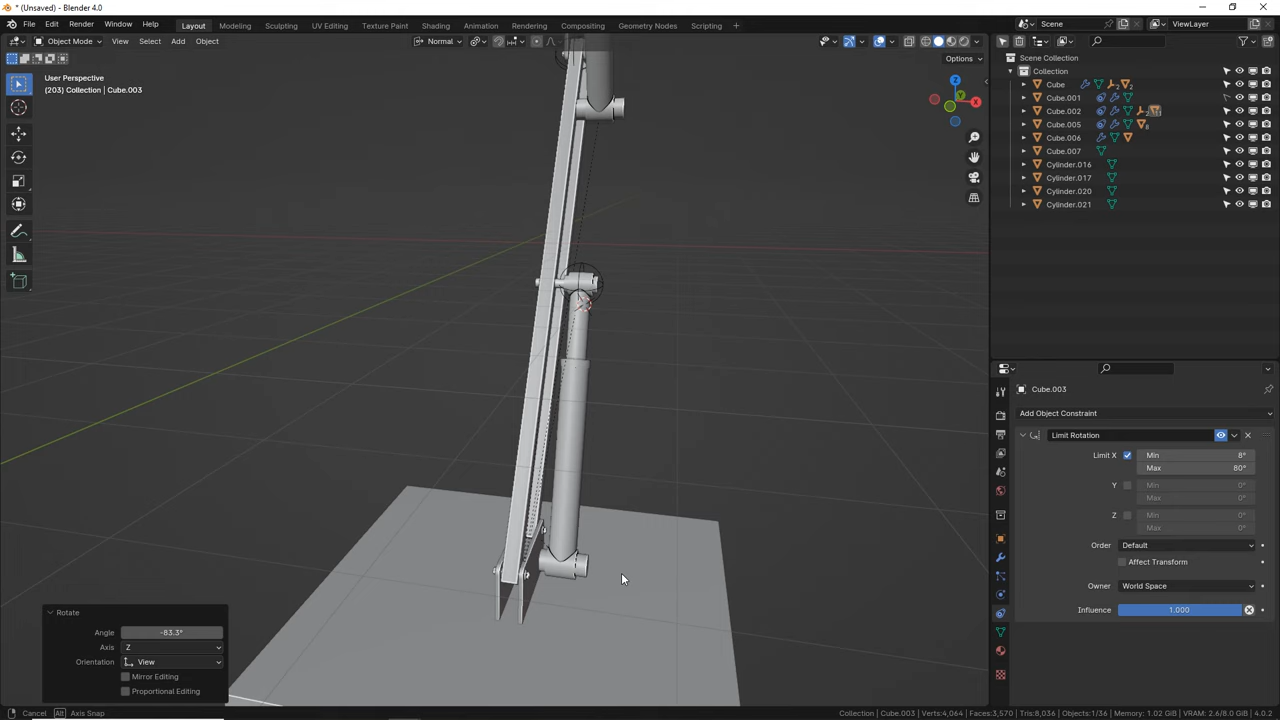 * (Unsaved) - Blender 4.0
File Edit Render Window Help
Layout Modeling Sculpting UV Editing Texture Paint Shading Animation Rendering Compositing Geometry Nodes Scripting +
Scene ViewLayer
Object Mode View Select Add Object Normal
Options
User Perspective
(203) Collection | Cube.003
Z
Y
X
Scene Collection
Collection
Cube 2 2
Cube.001
Cube.002
Cube.005 8
Cube.006
Cube.007
Cylinder.016
Cylinder.017
Cylinder.020
Cylinder.021
Cube.003
Add Object Constraint
Limit Rotation
Limit X Min 8°
Max 80°
Y Min 0°
Max 0°
Z Min 0°
Max 0°
Order Default
Affect Transform
Owner World Space
Influence 1.000
Rotate
Angle -83.3°
Axis Z
Orientation View
Mirror Editing
Proportional Editing
Cancel Alt Axis Snap
Collection | Cube.003 | Verts:4,064 | Faces:3,570 | Tris:8,036 | Objects:1/36 | Memory: 1.02 GiB | VRAM: 2.6/8.0 GiB | 4.0.2